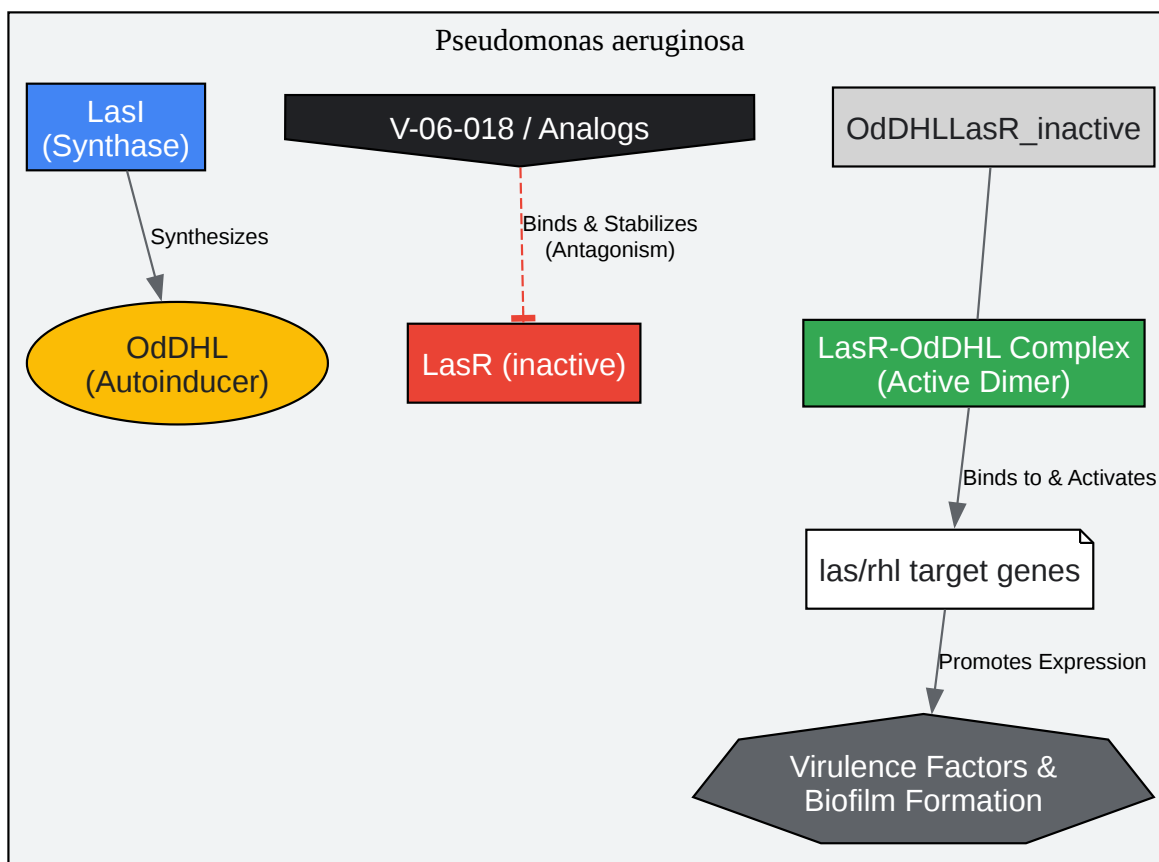 Pseudomonas aeruginosa
LasI
(Synthase)
V-06-018 / Analogs
OdDHLLasR_inactive
Synthesizes
Binds & Stabilizes
(Antagonism)
OdDHL
(Autoinducer)
LasR (inactive)
LasR-OdDHL Complex
(Active Dimer)
Binds to & Activates
las/rhl target genes
Promotes Expression
Virulence Factors &
Biofilm Formation